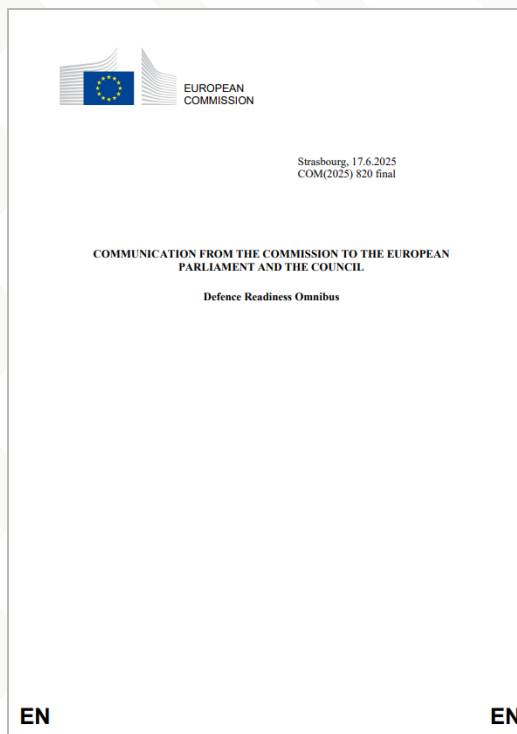 EUROPEAN
COMMISSION
Strasbourg, 17.6.2025
COM(2025) 820 final
COMMUNICATION FROM THE COMMISSION TO THE EUROPEAN
PARLIAMENT AND THE COUNCIL
Defence Readiness Omnibus
EN EN